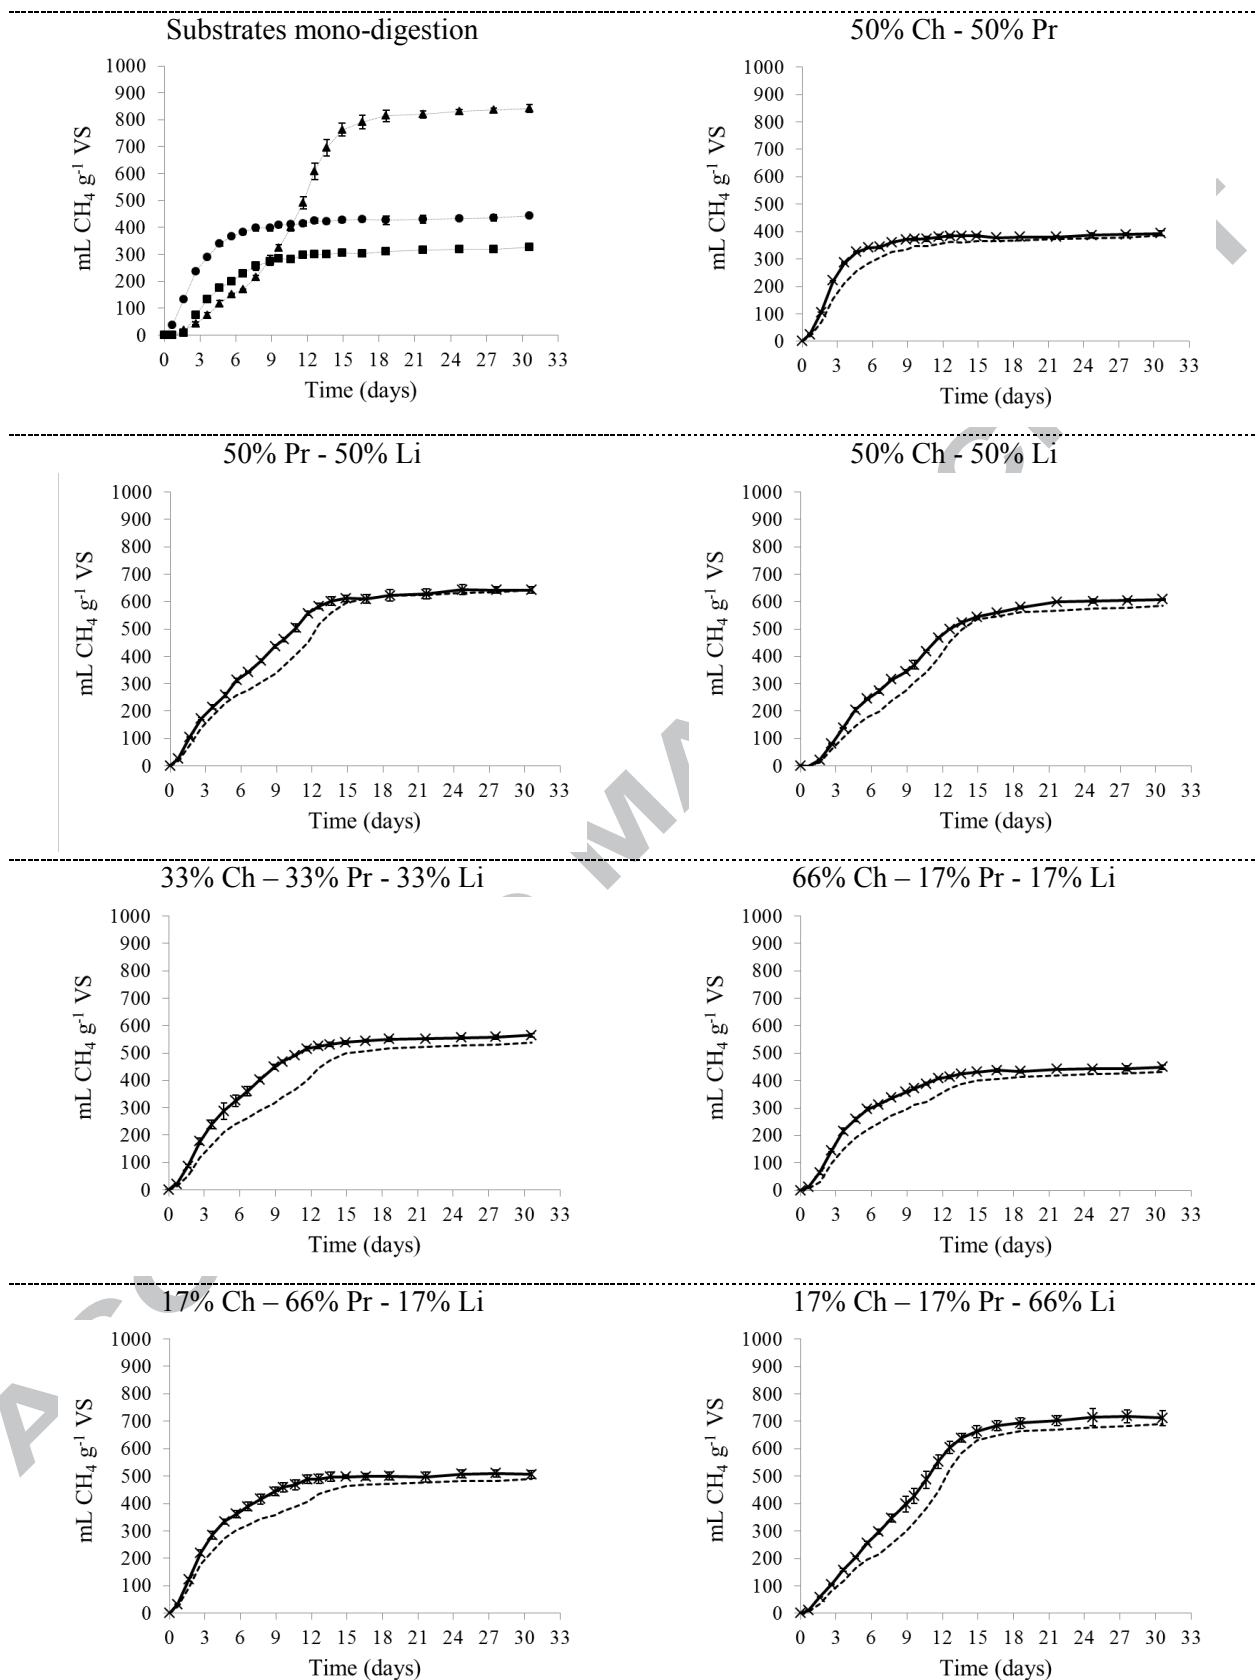 Substrates mono-digestion
1000
900
800
700
600
500
400
300
200
100
0
mL CH4 g-1 VS
0 3 6 9 12 15 18 21 24 27 30 33
Time (days)
50% Ch - 50% Pr
1000
900
800
700
600
500
400
300
200
100
0
mL CH4 g-1 VS
0 3 6 9 12 15 18 21 24 27 30 33
Time (days)
50% Pr - 50% Li
1000
900
800
700
600
500
400
300
200
100
0
mL CH4 g-1 VS
0 3 6 9 12 15 18 21 24 27 30 33
Time (days)
50% Ch - 50% Li
1000
900
800
700
600
500
400
300
200
100
0
mL CH4 g-1 VS
0 3 6 9 12 15 18 21 24 27 30 33
Time (days)
33% Ch – 33% Pr - 33% Li
1000
900
800
700
600
500
400
300
200
100
0
mL CH4 g-1 VS
0 3 6 9 12 15 18 21 24 27 30 33
Time (days)
66% Ch – 17% Pr - 17% Li
1000
900
800
700
600
500
400
300
200
100
0
mL CH4 g-1 VS
0 3 6 9 12 15 18 21 24 27 30 33
Time (days)
17% Ch – 66% Pr - 17% Li
1000
900
800
700
600
500
400
300
200
100
0
mL CH4 g-1 VS
0 3 6 9 12 15 18 21 24 27 30 33
Time (days)
17% Ch – 17% Pr - 66% Li
1000
900
800
700
600
500
400
300
200
100
0
mL CH4 g-1 VS
0 3 6 9 12 15 18 21 24 27 30 33
Time (days)